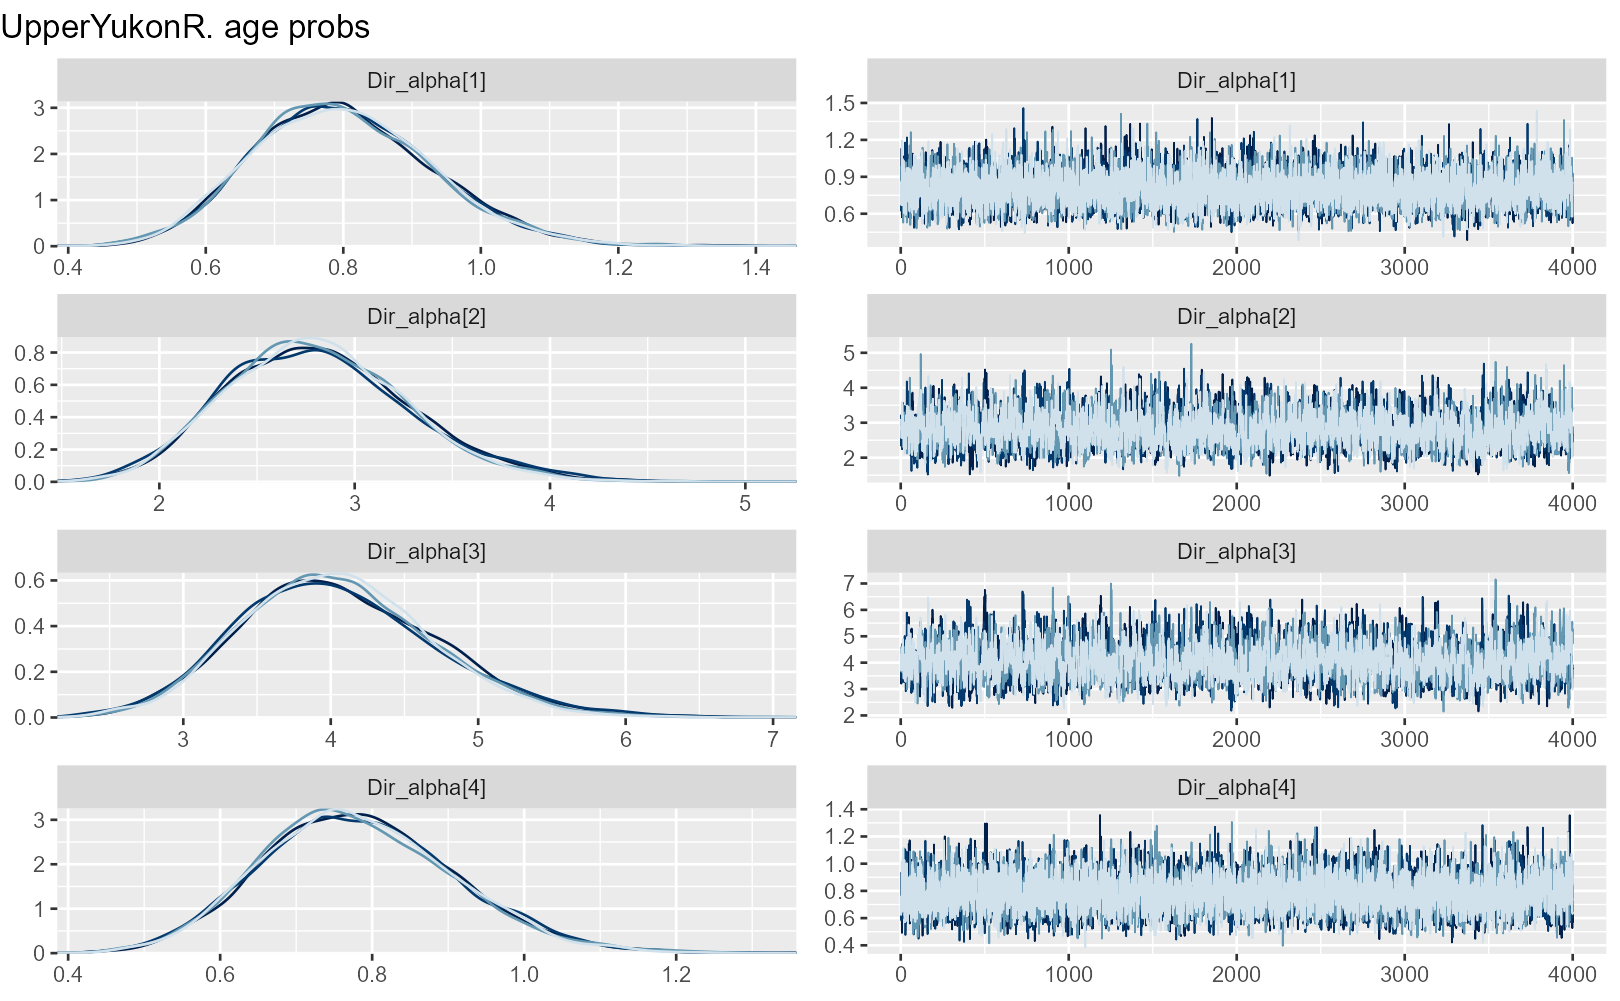 UpperYukonR. age probs
Dir_alpha[1]
3
2
1
0
0.4 0.6 0.8 1.0 1.2 1.4
Dir_alpha[1]
1.5
1.2
0.9
0.6
0 1000 2000 3000 4000
Dir_alpha[2]
0.8
0.6
0.4
0.2
0.0
2 3 4 5
Dir_alpha[2]
5
4
3
2
0 1000 2000 3000 4000
Dir_alpha[3]
0.6
0.4
0.2
0.0
3 4 5 6 7
Dir_alpha[3]
7
6
5
4
3
2
0 1000 2000 3000 4000
Dir_alpha[4]
3
2
1
0
0.4 0.6 0.8 1.0 1.2
Dir_alpha[4]
1.4
1.2
1.0
0.8
0.6
0.4
0 1000 2000 3000 4000